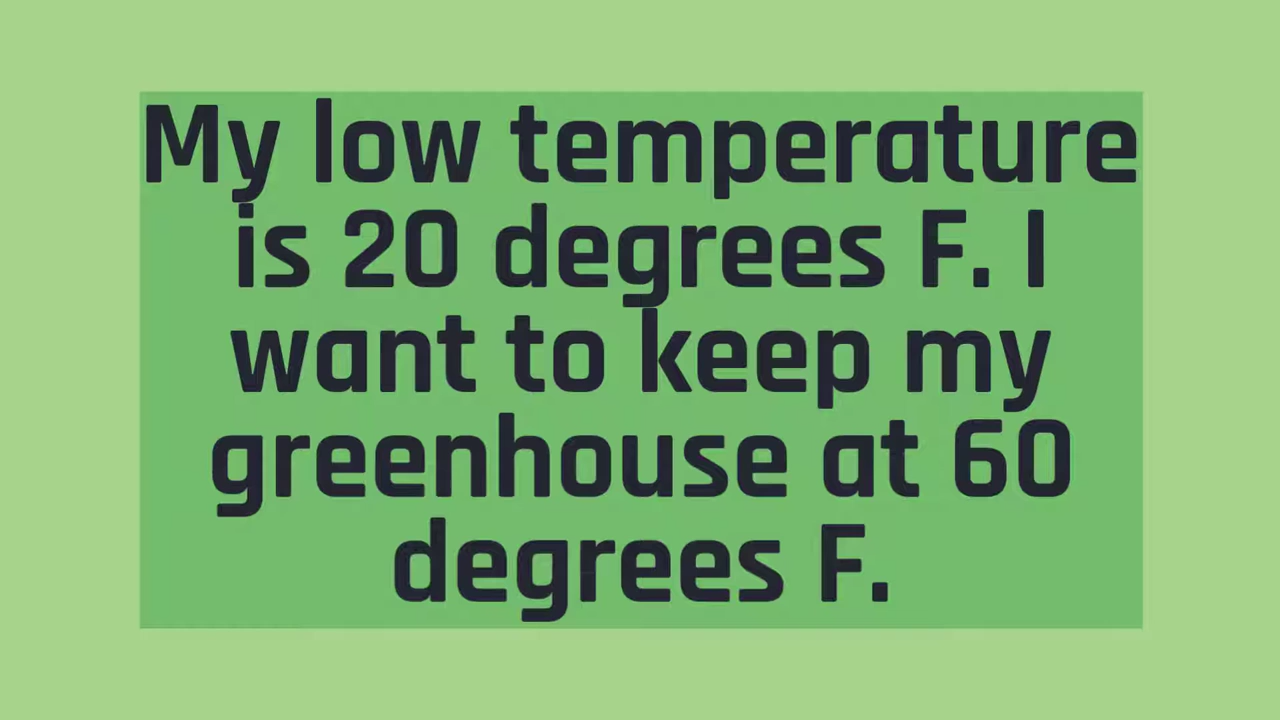 My low temperature
is 20 degrees F. I
want to keep my
greenhouse at 60
degrees F.